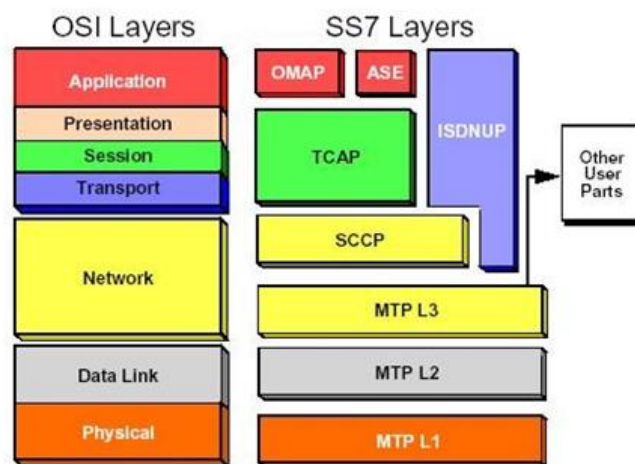 OSI Layers
SS7 Layers
Application
Presentation
Session
Transport
Network
Data Link
Physical
OMAP
ASE
ISDNUP
TCAP
SCCP
MTP L3
MTP L2
MTP L1
Other
User
Parts